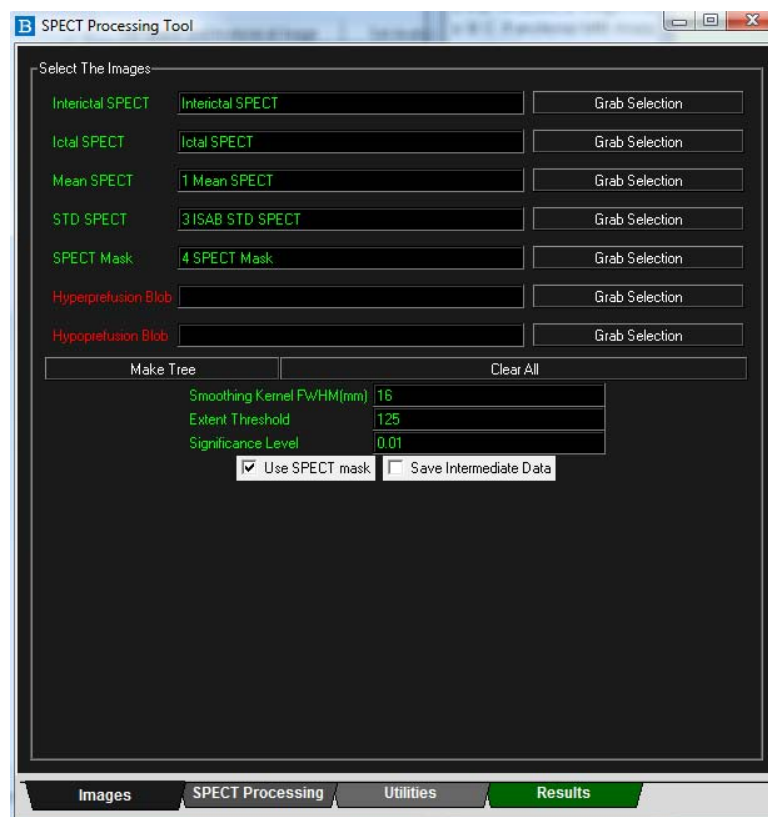 B SPECT Processing Tool
Select The Images
Interictal SPECT Interictal SPECT Grab Selection
Ictal SPECT Ictal SPECT Grab Selection
Mean SPECT 1 Mean SPECT Grab Selection
STD SPECT 3 ISAB STD SPECT Grab Selection
SPECT Mask 4 SPECT Mask Grab Selection
Hyperprefusion Blob Grab Selection
Hypoprefusion Blob Grab Selection
Make Tree Clear All
Smoothing Kernel FWHM(mm) 16
Extent Threshold 125
Significance Level 0.01
Use SPECT mask Save Intermediate Data
Images SPECT Processing Utilities Results